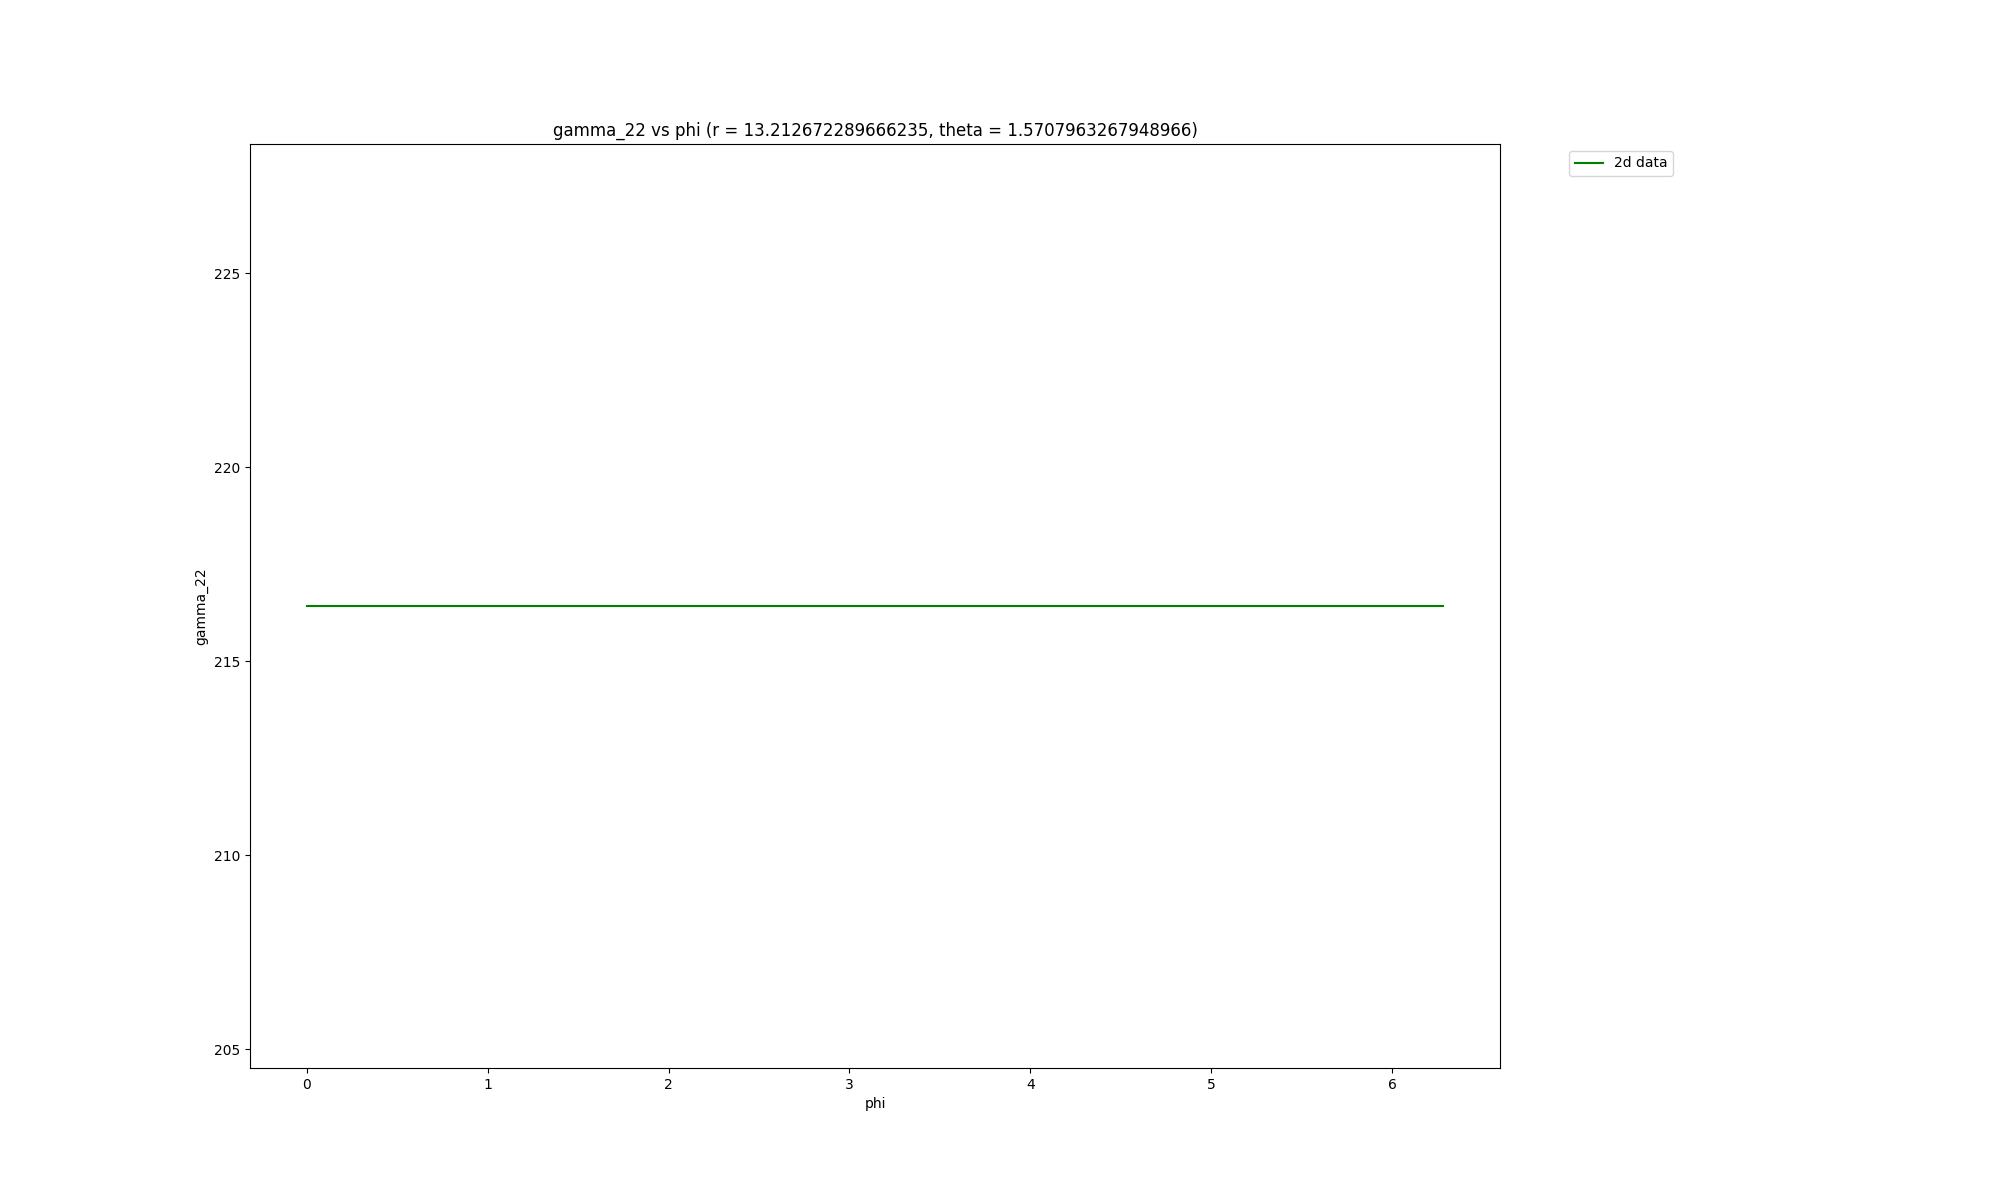 gamma_22 vs phi (r = 13.212672289666235, theta = 1.5707963267948966)
2d data
225
220
215
210
205
gamma_22
0 1 2 3 4 5 6
phi